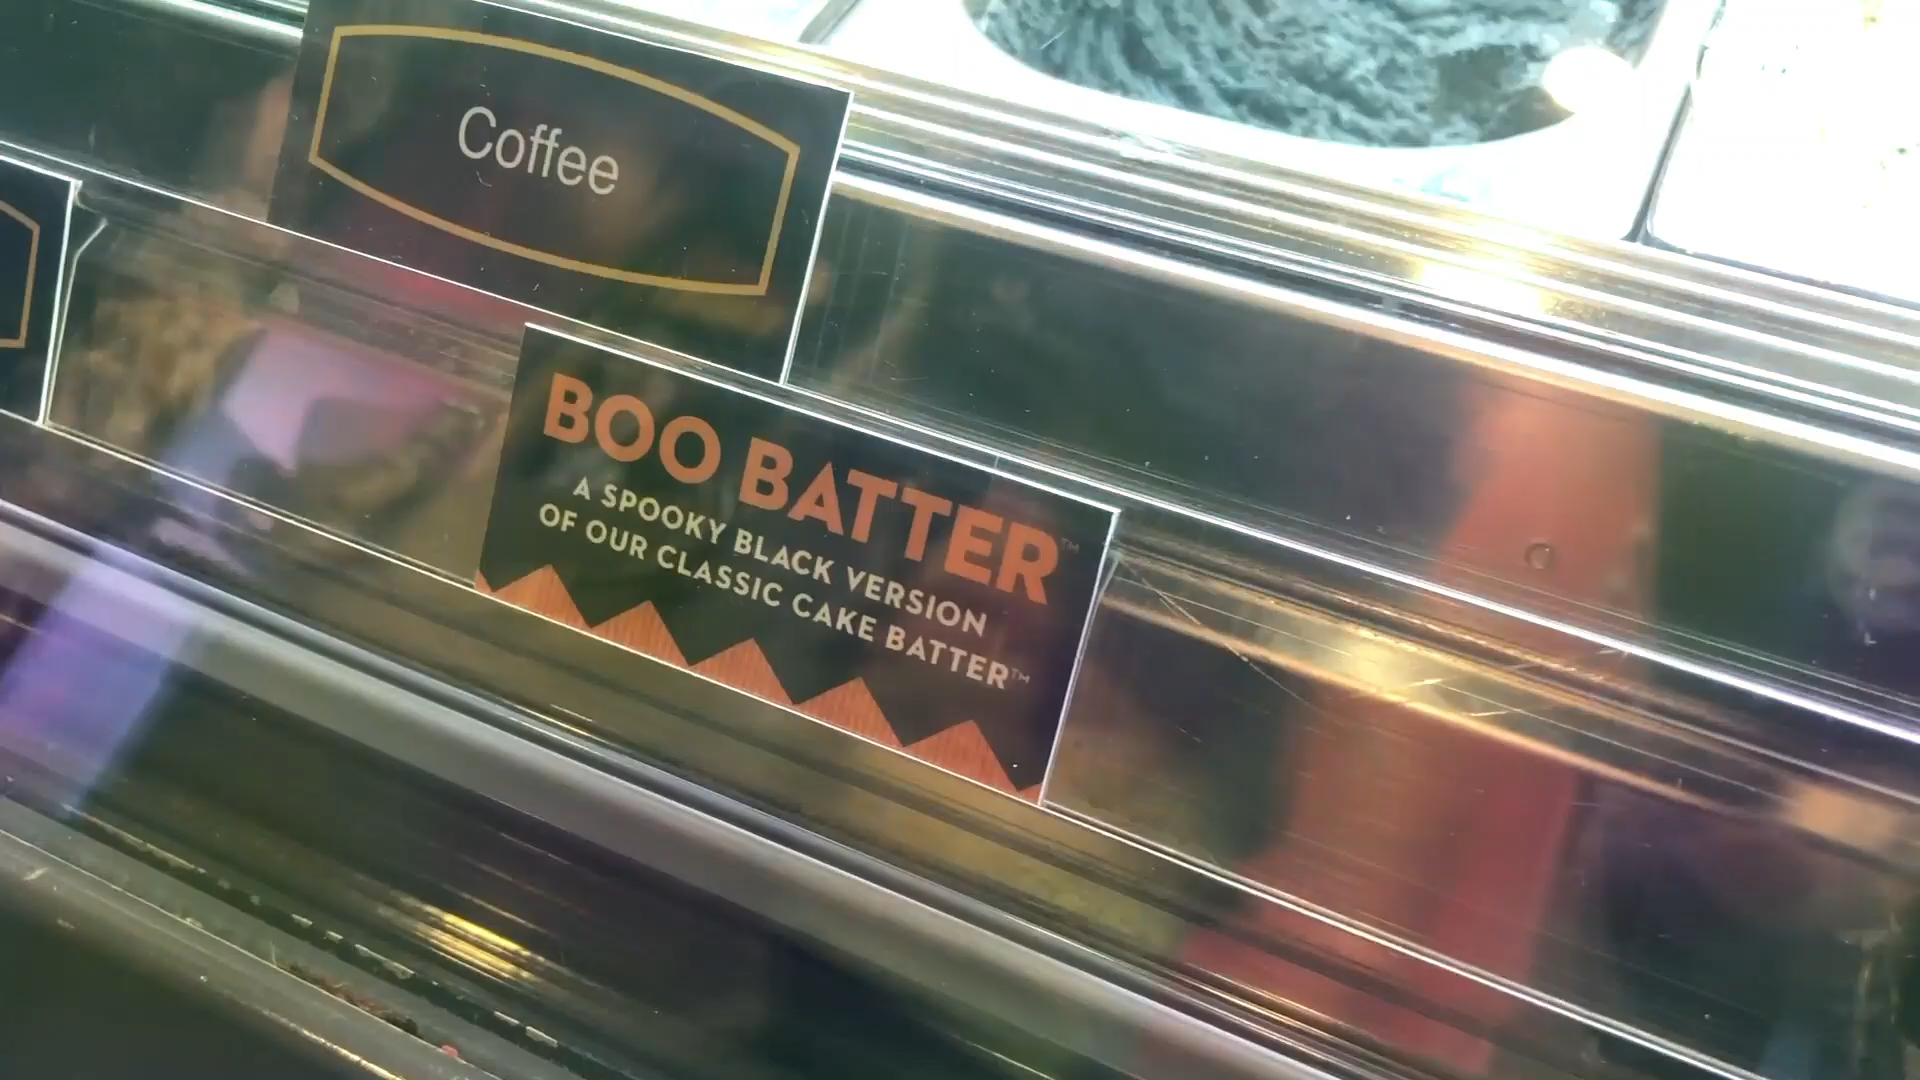 Coffee
BOO BATTER™
A SPOOKY BLACK VERSION
OF OUR CLASSIC CAKE BATTER™